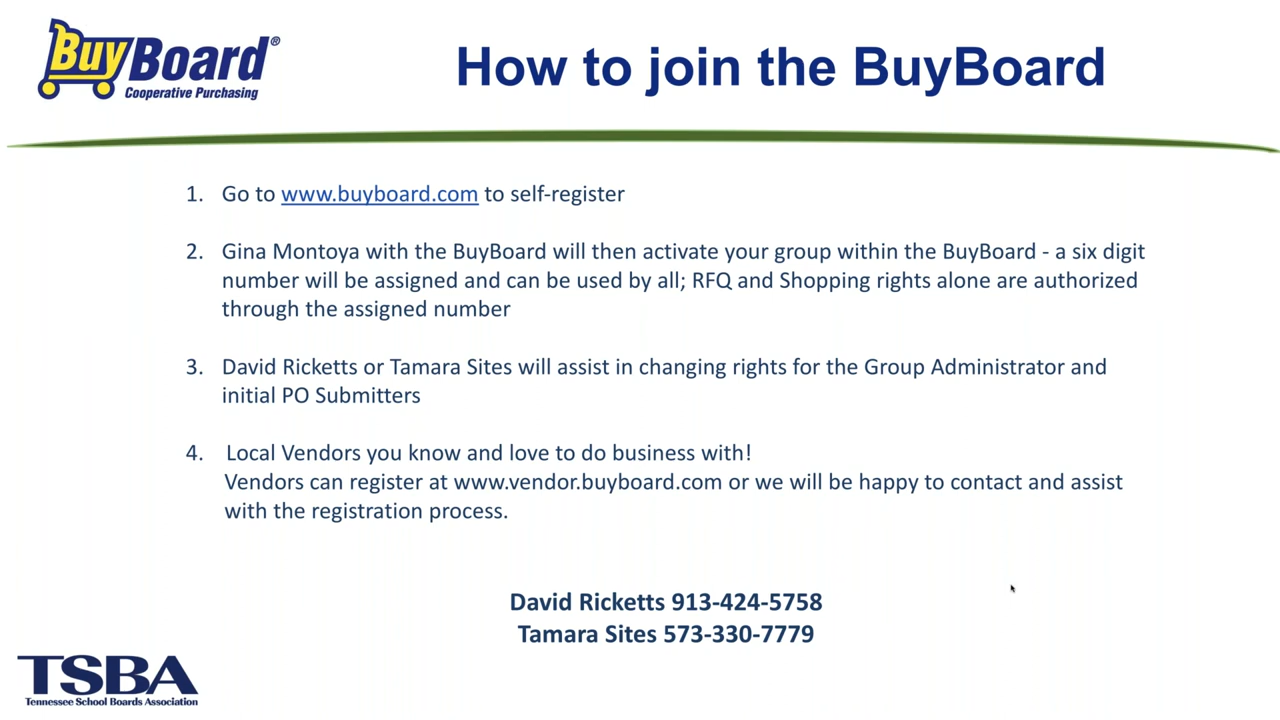 BuyBoard®
Cooperative Purchasing
How to join the BuyBoard
1. Go to www.buyboard.com to self-register
2. Gina Montoya with the BuyBoard will then activate your group within the BuyBoard - a six digit
number will be assigned and can be used by all; RFQ and Shopping rights alone are authorized
through the assigned number
3. David Ricketts or Tamara Sites will assist in changing rights for the Group Administrator and
initial PO Submitters
4. Local Vendors you know and love to do business with!
Vendors can register at www.vendor.buyboard.com or we will be happy to contact and assist
with the registration process.
David Ricketts 913-424-5758
Tamara Sites 573-330-7779
TSBA
Tennessee School Boards Association